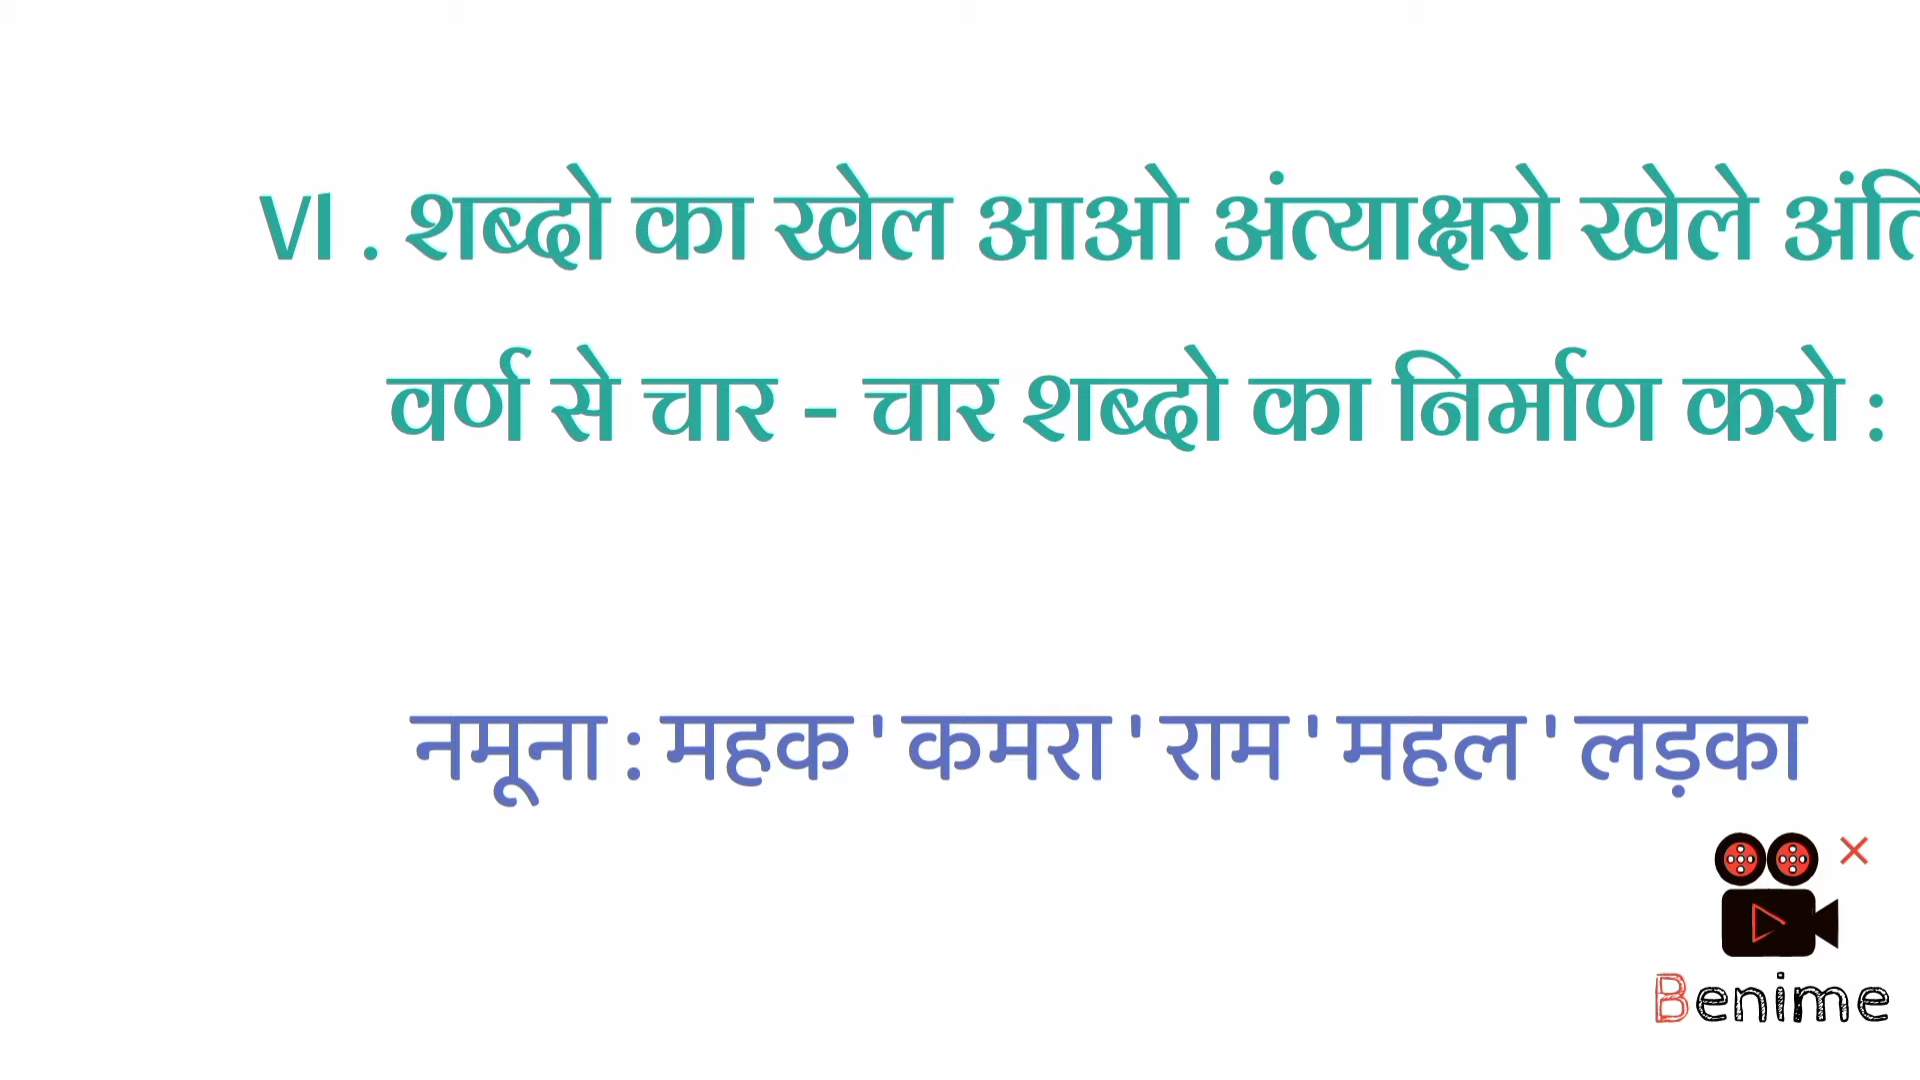 VI . शब्दो का खेल आओ अंत्याक्षरो खेले
वर्ण से चार - चार शब्दो का निर्माण करो :
नमूना : महक ' कमरा ' राम ' महल ' लड़का
Benime